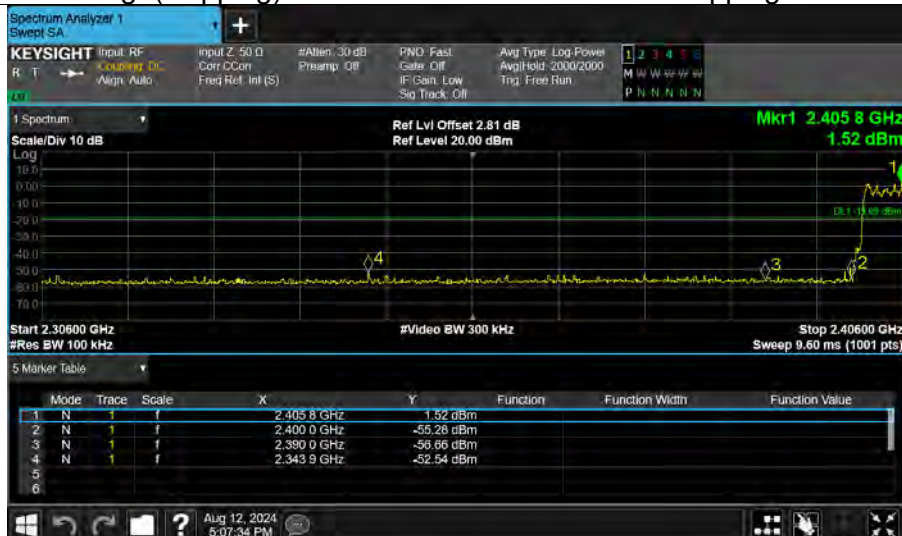 Spectrum Analyzer 1
Swept SA
KEYSIGHT
R T
Input: RF
Coupling: DC
Align: Auto
Input Z: 50 Ω
Corr CCorr
Freq Ref: Int (S)
#Atten: 30 dB
Preamp: Off
PNO: Fast
Gate: Off
IF Gain: Low
Sig Track: Off
Avg Type: Log-Power
Avg|Hold: 2000/2000
Trig: Free Run
1 2 3 4 5 6
M W W W W W
P N N N N N
1 Spectrum
Scale/Div 10 dB
Ref Lvl Offset 2.81 dB
Ref Level 20.00 dBm
Mkr1 2.405 8 GHz
1.52 dBm
Log
10.0
0.00
-10.0
-20.0
-30.0
-40.0
-50.0
-60.0
-70.0
1
2
3
4
Start 2.30600 GHz
#Video BW 300 kHz
Stop 2.40600 GHz
#Res BW 100 kHz
Sweep 9.60 ms (1001 pts)
5 Marker Table
Mode Trace Scale X Y Function Function Width Function Value
1 N 1 f 2.405 8 GHz 1.52 dBm
2 N 1 f 2.400 0 GHz -55.28 dBm
3 N 1 f 2.390 0 GHz -56.66 dBm
4 N 1 f 2.343 9 GHz -52.54 dBm
5
6
?
Aug 12, 2024
5:07:34 PM